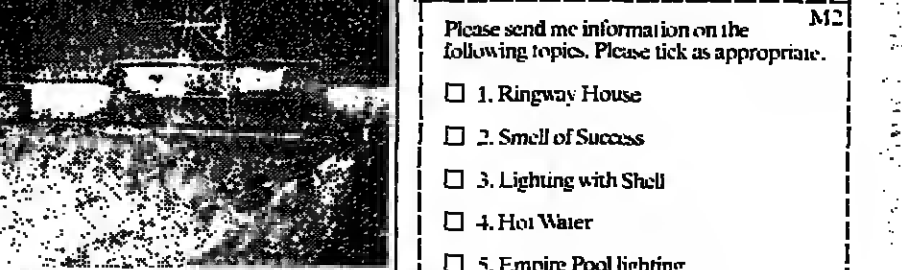 M2
Please send me information on the
following topics. Please tick as appropriate.
1. Ringway House
2. Smell of Success
3. Lighting with Shell
4. Hot Water
5. Empire Pool lighting